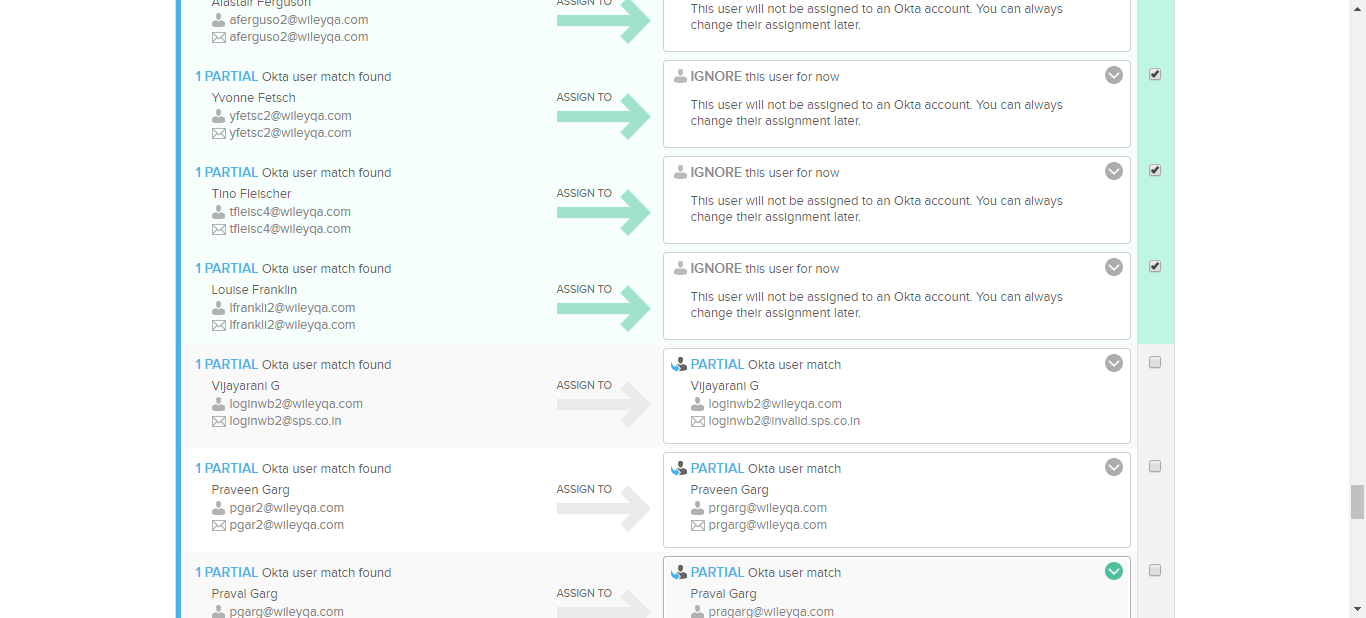 Alastair Ferguson
aferguso2@wileyqa.com
aferguso2@wileyqa.com
ASSIGN TO
This user will not be assigned to an Okta account. You can always
change their assignment later.
1 PARTIAL Okta user match found
Yvonne Fetsch
yfetsc2@wileyqa.com
yfetsc2@wileyqa.com
ASSIGN TO
IGNORE this user for now
This user will not be assigned to an Okta account. You can always
change their assignment later.
1 PARTIAL Okta user match found
Tino Fleischer
tfleisc4@wileyqa.com
tfleisc4@wileyqa.com
ASSIGN TO
IGNORE this user for now
This user will not be assigned to an Okta account. You can always
change their assignment later.
1 PARTIAL Okta user match found
Louise Franklin
lfrankli2@wileyqa.com
lfrankli2@wileyqa.com
ASSIGN TO
IGNORE this user for now
This user will not be assigned to an Okta account. You can always
change their assignment later.
1 PARTIAL Okta user match found
Vijayarani G
loginwb2@wileyqa.com
loginwb2@sps.co.in
ASSIGN TO
PARTIAL Okta user match
Vijayarani G
loginwb2@wileyqa.com
loginwb2@invalid.sps.co.in
1 PARTIAL Okta user match found
Praveen Garg
pgar2@wileyqa.com
pgar2@wileyqa.com
ASSIGN TO
PARTIAL Okta user match
Praveen Garg
prgarg@wileyqa.com
prgarg@wileyqa.com
1 PARTIAL Okta user match found
Praval Garg
pgarg@wileyqa.com
ASSIGN TO
PARTIAL Okta user match
Praval Garg
pragarg@wileyqa.com